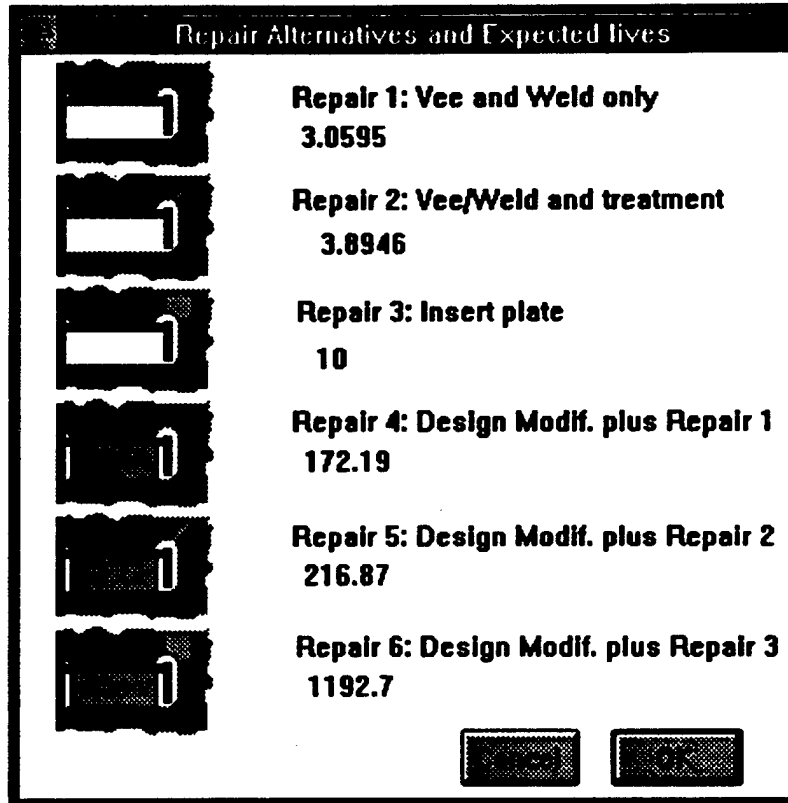 Repair Alternatives and Expected lives
Repair 1: Vee and Weld only
3.0595
Repair 2: Vee/Weld and treatment
3.8946
Repair 3: Insert plate
10
Repair 4: Design Modif. plus Repair 1
172.19
Repair 5: Design Modif. plus Repair 2
216.87
Repair 6: Design Modif. plus Repair 3
1192.7
Cancel OK